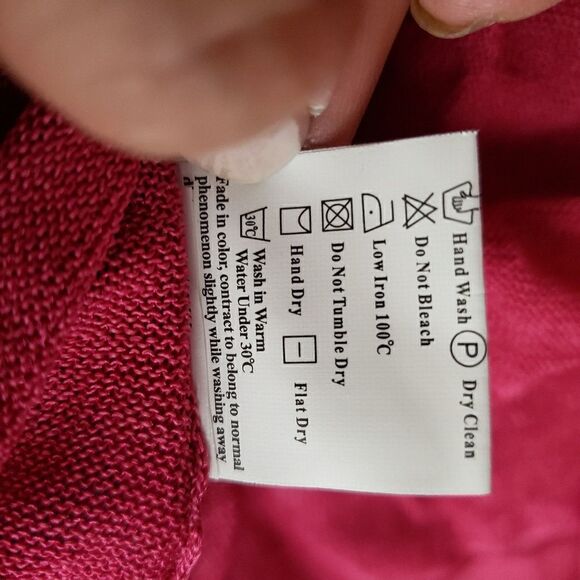 Hand Wash P Dry Clean
Do Not Bleach
Low Iron 100°C
Do Not Tumble Dry
Hand Dry Flat Dry
30°C Wash in Warm
Water Under 30°C
Fade in color, contract to belong to normal
phenomenon slightly while washing away